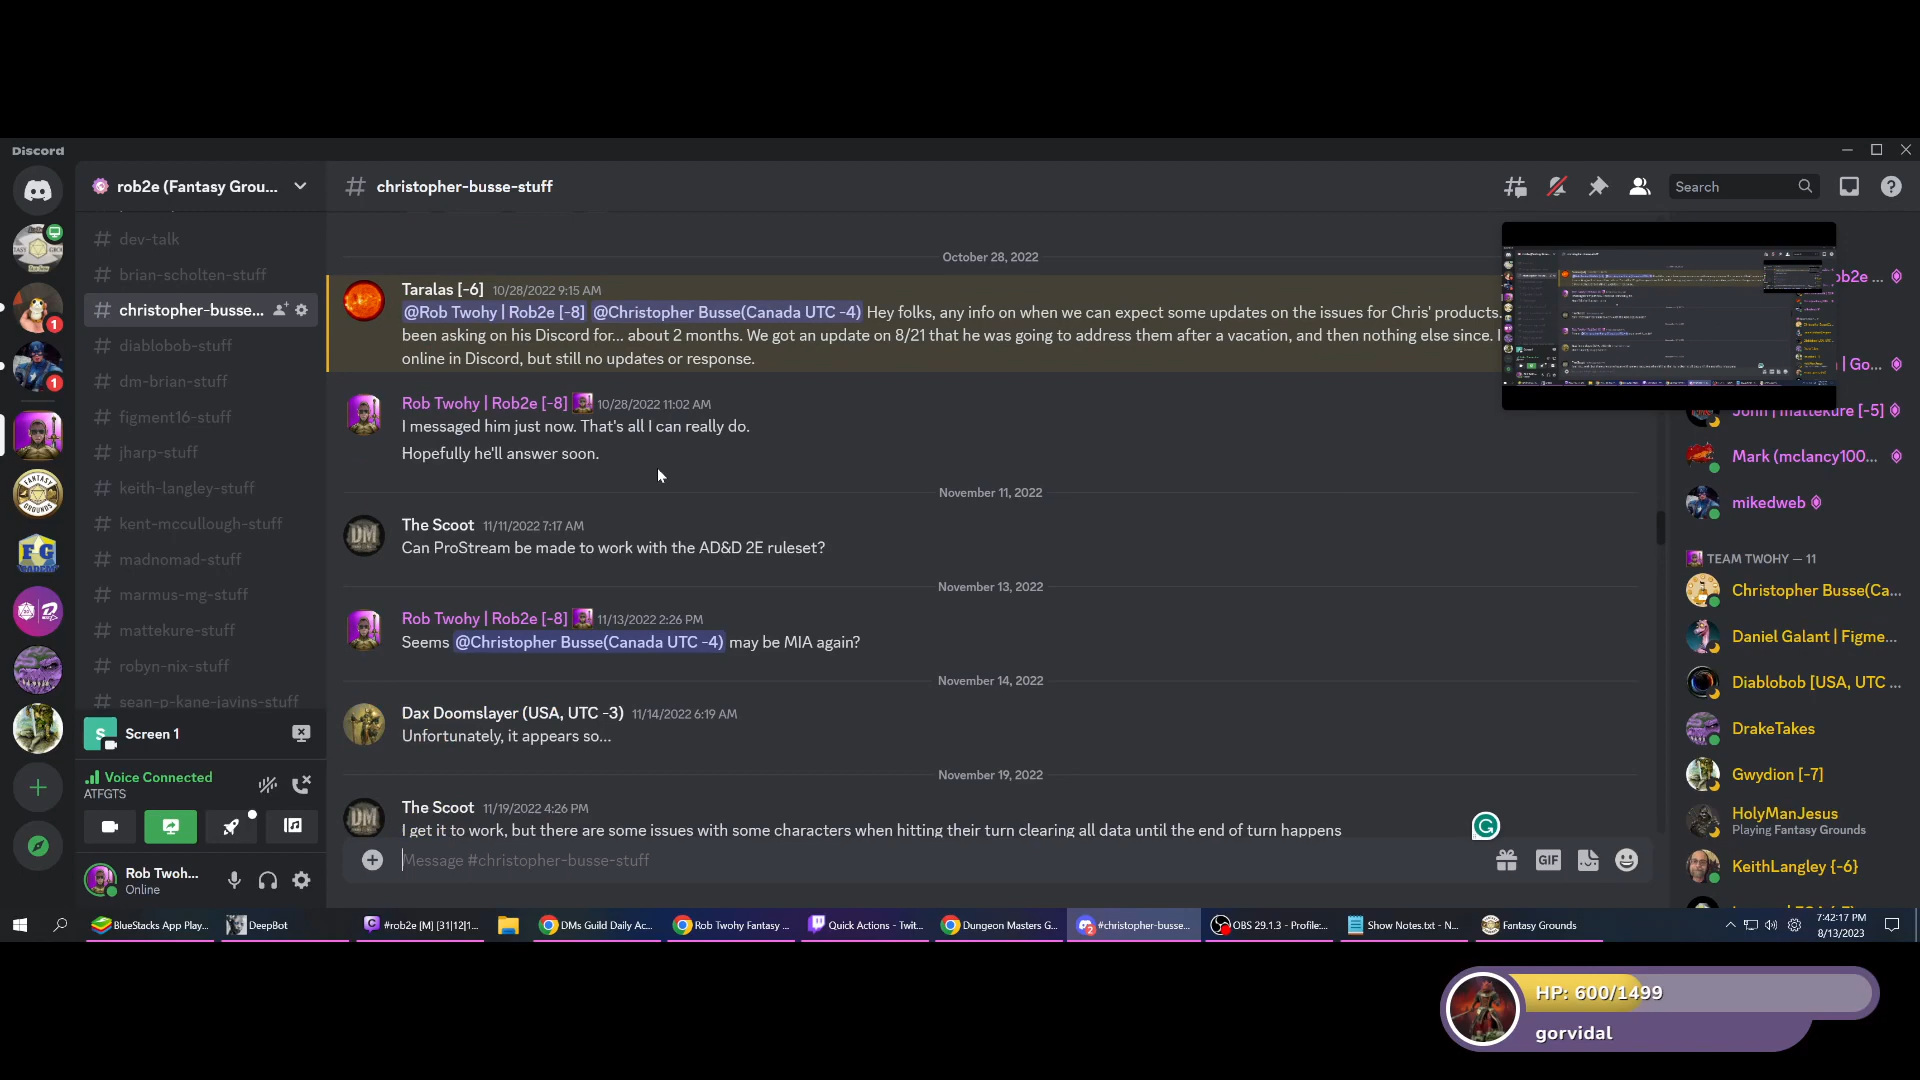 Discord
rob2e (Fantasy Grou...
christopher-busse-stuff
Search
dev-talk
brian-scholten-stuff
christopher-busse...
diablobob-stuff
dm-brian-stuff
figment16-stuff
jharp-stuff
keith-langley-stuff
kent-mccullough-stuff
madnomad-stuff
marmus-mg-stuff
mattekure-stuff
robyn-nix-stuff
sean-p-kane-javins-stuff
Screen 1
Voice Connected
ATFGTS
Rob Twoh...
Online
October 28, 2022
Taralas [-6] 10/28/2022 9:15 AM
@Rob Twohy | Rob2e [-8] @Christopher Busse(Canada UTC -4) Hey folks, any info on when we can expect some updates on the issues for Chris' products.
been asking on his Discord for... about 2 months. We got an update on 8/21 that he was going to address them after a vacation, and then nothing else since. I
online in Discord, but still no updates or response.
Rob Twohy | Rob2e [-8] 10/28/2022 11:02 AM
I messaged him just now. That's all I can really do.
Hopefully he'll answer soon.
November 11, 2022
The Scoot 11/11/2022 7:17 AM
Can ProStream be made to work with the AD&D 2E ruleset?
November 13, 2022
Rob Twohy | Rob2e [-8] 11/13/2022 2:26 PM
Seems @Christopher Busse(Canada UTC -4) may be MIA again?
November 14, 2022
Dax Doomslayer (USA, UTC -3) 11/14/2022 6:19 AM
Unfortunately, it appears so...
November 19, 2022
The Scoot 11/19/2022 4:26 PM
I get it to work, but there are some issues with some characters when hitting their turn clearing all data until the end of turn happens
Message #christopher-busse-stuff
GIF
ob2e ...
| Go...
John | mattekure [-5]
Mark (mclancy100...
mikedweb
TEAM TWOHY — 11
Christopher Busse(Ca...
Daniel Galant | Figme...
Diablobob [USA, UTC ...
DrakeTakes
Gwydion [-7]
HolyManJesus
Playing Fantasy Grounds
KeithLangley {-6}
BlueStacks App Play...
DeepBot
#rob2e [M] [31|12|1...
DMs Guild Daily Ac...
Rob Twohy Fantasy ...
Quick Actions - Twit...
Dungeon Masters G...
#christopher-busse...
OBS 29.1.3 - Profile:...
Show Notes.txt - N...
Fantasy Grounds
7:42:17 PM
8/13/2023
HP: 600/1499
gorvidal